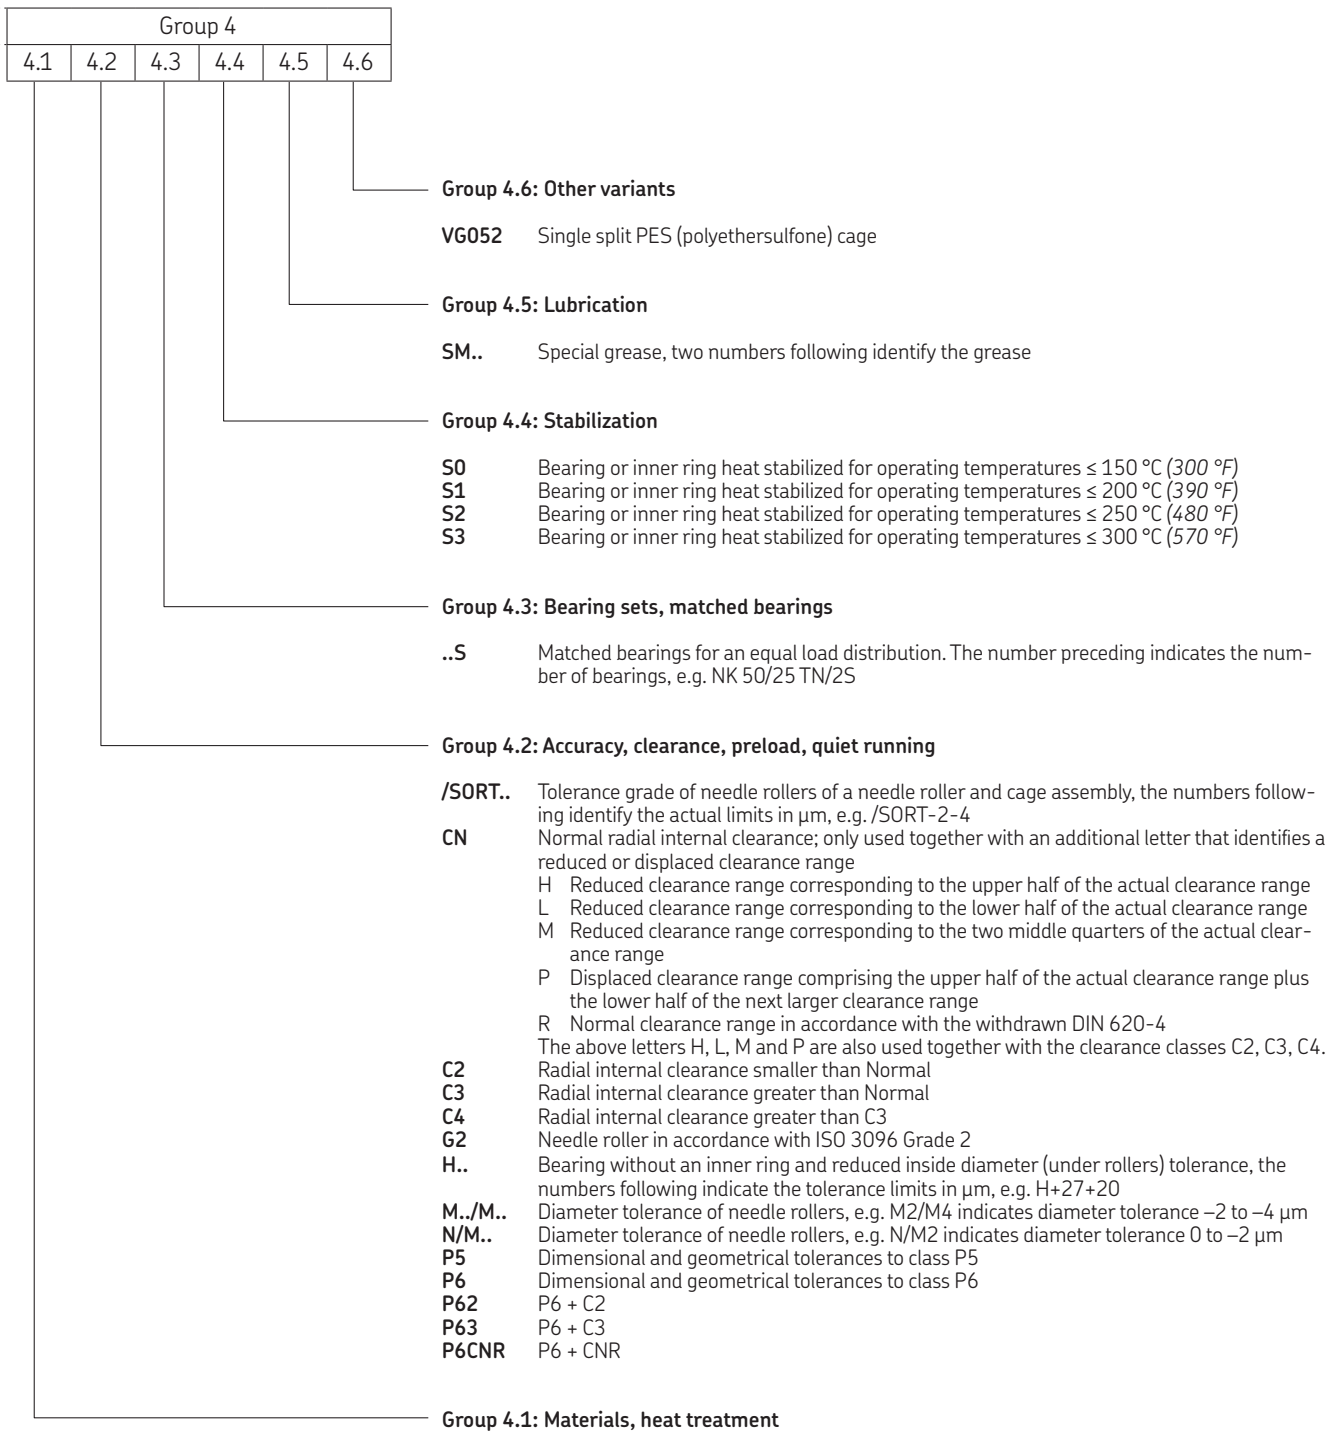 Group 4
4.1 4.2 4.3 4.4 4.5 4.6
Group 4.6: Other variants
VG052 Single split PES (polyethersulfone) cage
Group 4.5: Lubrication
SM.. Special grease, two numbers following identify the grease
Group 4.4: Stabilization
S0 Bearing or inner ring heat stabilized for operating temperatures ≤ 150 °C (300 °F)
S1 Bearing or inner ring heat stabilized for operating temperatures ≤ 200 °C (390 °F)
S2 Bearing or inner ring heat stabilized for operating temperatures ≤ 250 °C (480 °F)
S3 Bearing or inner ring heat stabilized for operating temperatures ≤ 300 °C (570 °F)
Group 4.3: Bearing sets, matched bearings
..S Matched bearings for an equal load distribution. The number preceding indicates the num-
ber of bearings, e.g. NK 50/25 TN/2S
Group 4.2: Accuracy, clearance, preload, quiet running
/SORT.. Tolerance grade of needle rollers of a needle roller and cage assembly, the numbers follow-
ing identify the actual limits in µm, e.g. /SORT-2-4
CN Normal radial internal clearance; only used together with an additional letter that identifies a
reduced or displaced clearance range
H Reduced clearance range corresponding to the upper half of the actual clearance range
L Reduced clearance range corresponding to the lower half of the actual clearance range
M Reduced clearance range corresponding to the two middle quarters of the actual clear-
ance range
P Displaced clearance range comprising the upper half of the actual clearance range plus
the lower half of the next larger clearance range
R Normal clearance range in accordance with the withdrawn DIN 620-4
The above letters H, L, M and P are also used together with the clearance classes C2, C3, C4.
C2 Radial internal clearance smaller than Normal
C3 Radial internal clearance greater than Normal
C4 Radial internal clearance greater than C3
G2 Needle roller in accordance with ISO 3096 Grade 2
H.. Bearing without an inner ring and reduced inside diameter (under rollers) tolerance, the
numbers following indicate the tolerance limits in µm, e.g. H+27+20
M../M.. Diameter tolerance of needle rollers, e.g. M2/M4 indicates diameter tolerance –2 to –4 µm
N/M.. Diameter tolerance of needle rollers, e.g. N/M2 indicates diameter tolerance 0 to –2 µm
P5 Dimensional and geometrical tolerances to class P5
P6 Dimensional and geometrical tolerances to class P6
P62 P6 + C2
P63 P6 + C3
P6CNR P6 + CNR
Group 4.1: Materials, heat treatment